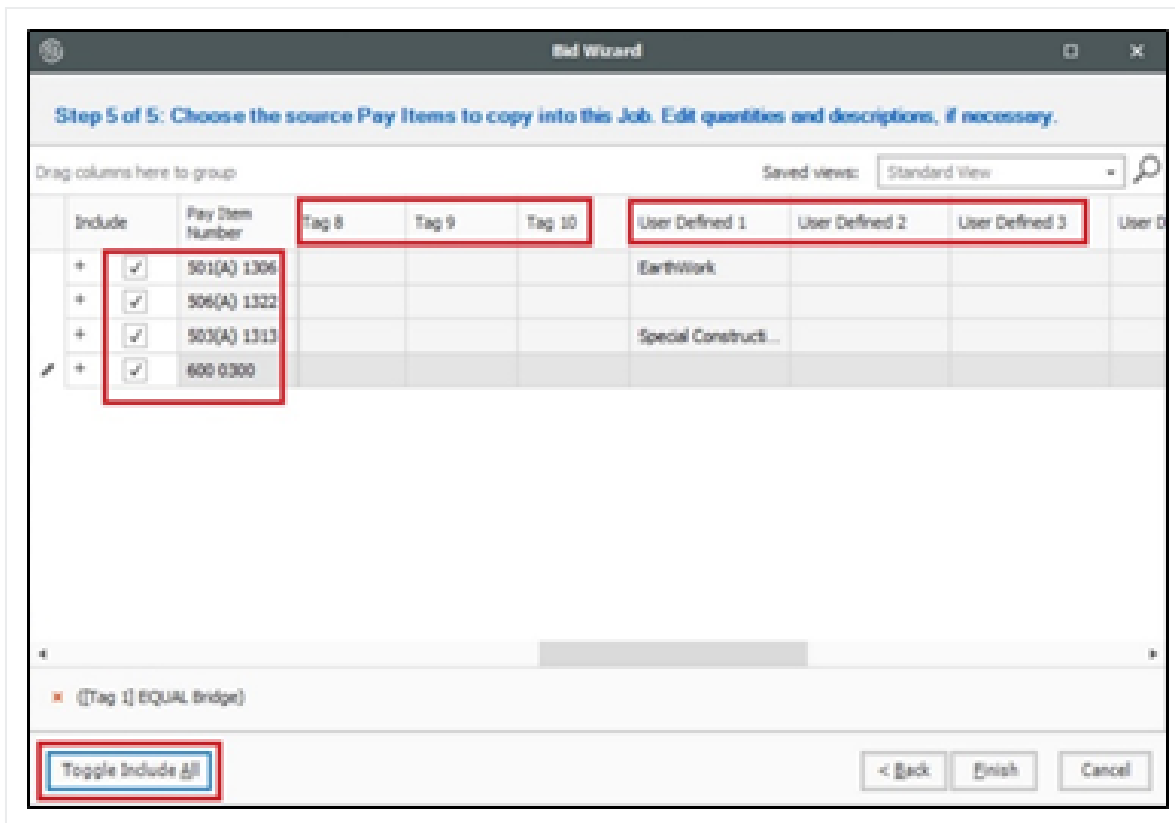 Bid Wizard
Step 5 of 5: Choose the source Pay Items to copy into this Job. Edit quantities and descriptions, if necessary.
Drag columns here to group Saved views: Standard View
Include Pay Item Number Tag 8 Tag 9 Tag 10 User Defined 1 User Defined 2 User Defined 3 User D
+ ✓ 501(A) 1306 EarthWork
+ ✓ 506(A) 1322
+ ✓ 503(A) 1313 Special Constructi...
+ ✓ 600 0300
([Tag 1] EQUAL Bridge)
Toggle Include All < Back Finish Cancel